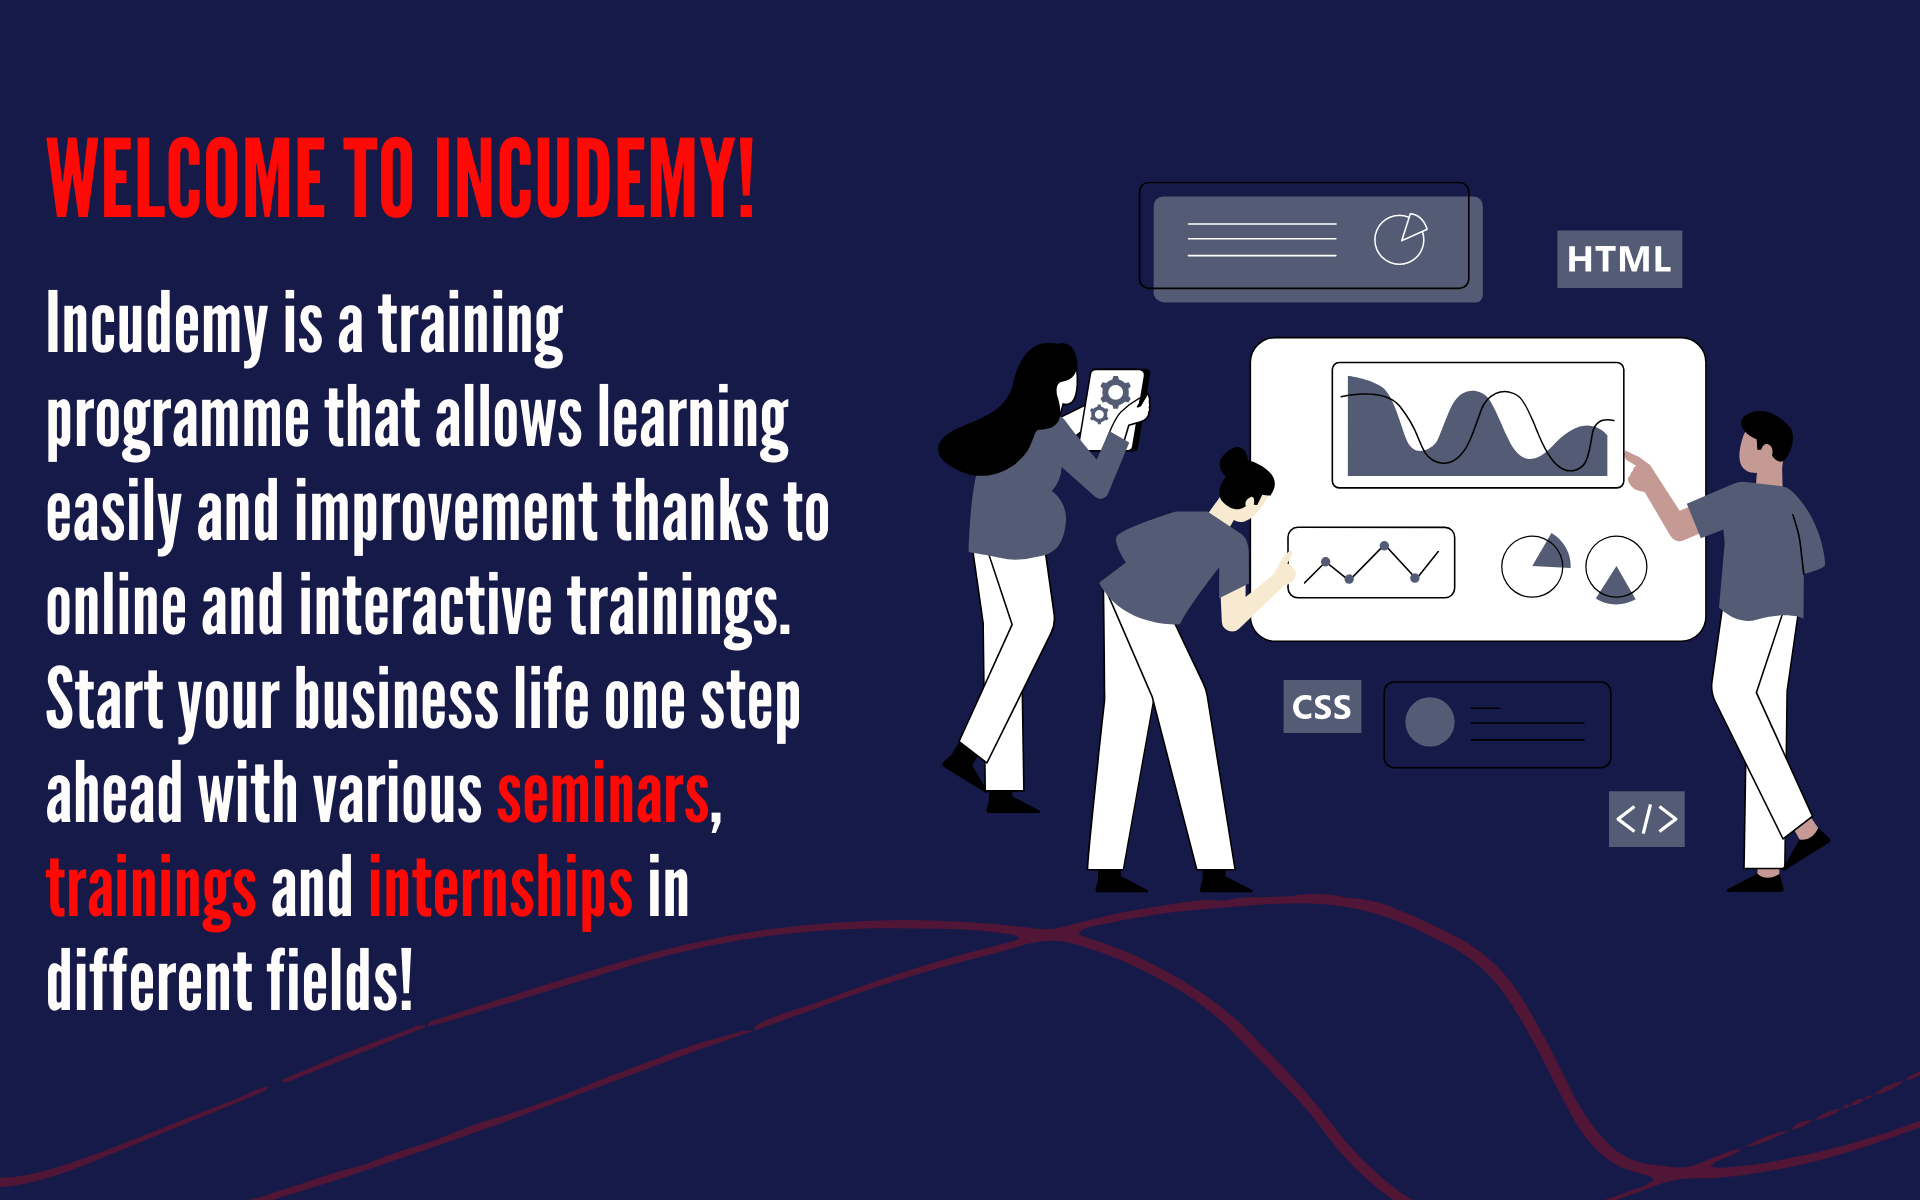 WELCOME TO INCUDEMY!
Incudemy is a training
programme that allows learning
easily and improvement thanks to
online and interactive trainings.
Start your business life one step
ahead with various seminars,
trainings and internships in
different fields!
HTML
CSS
</>